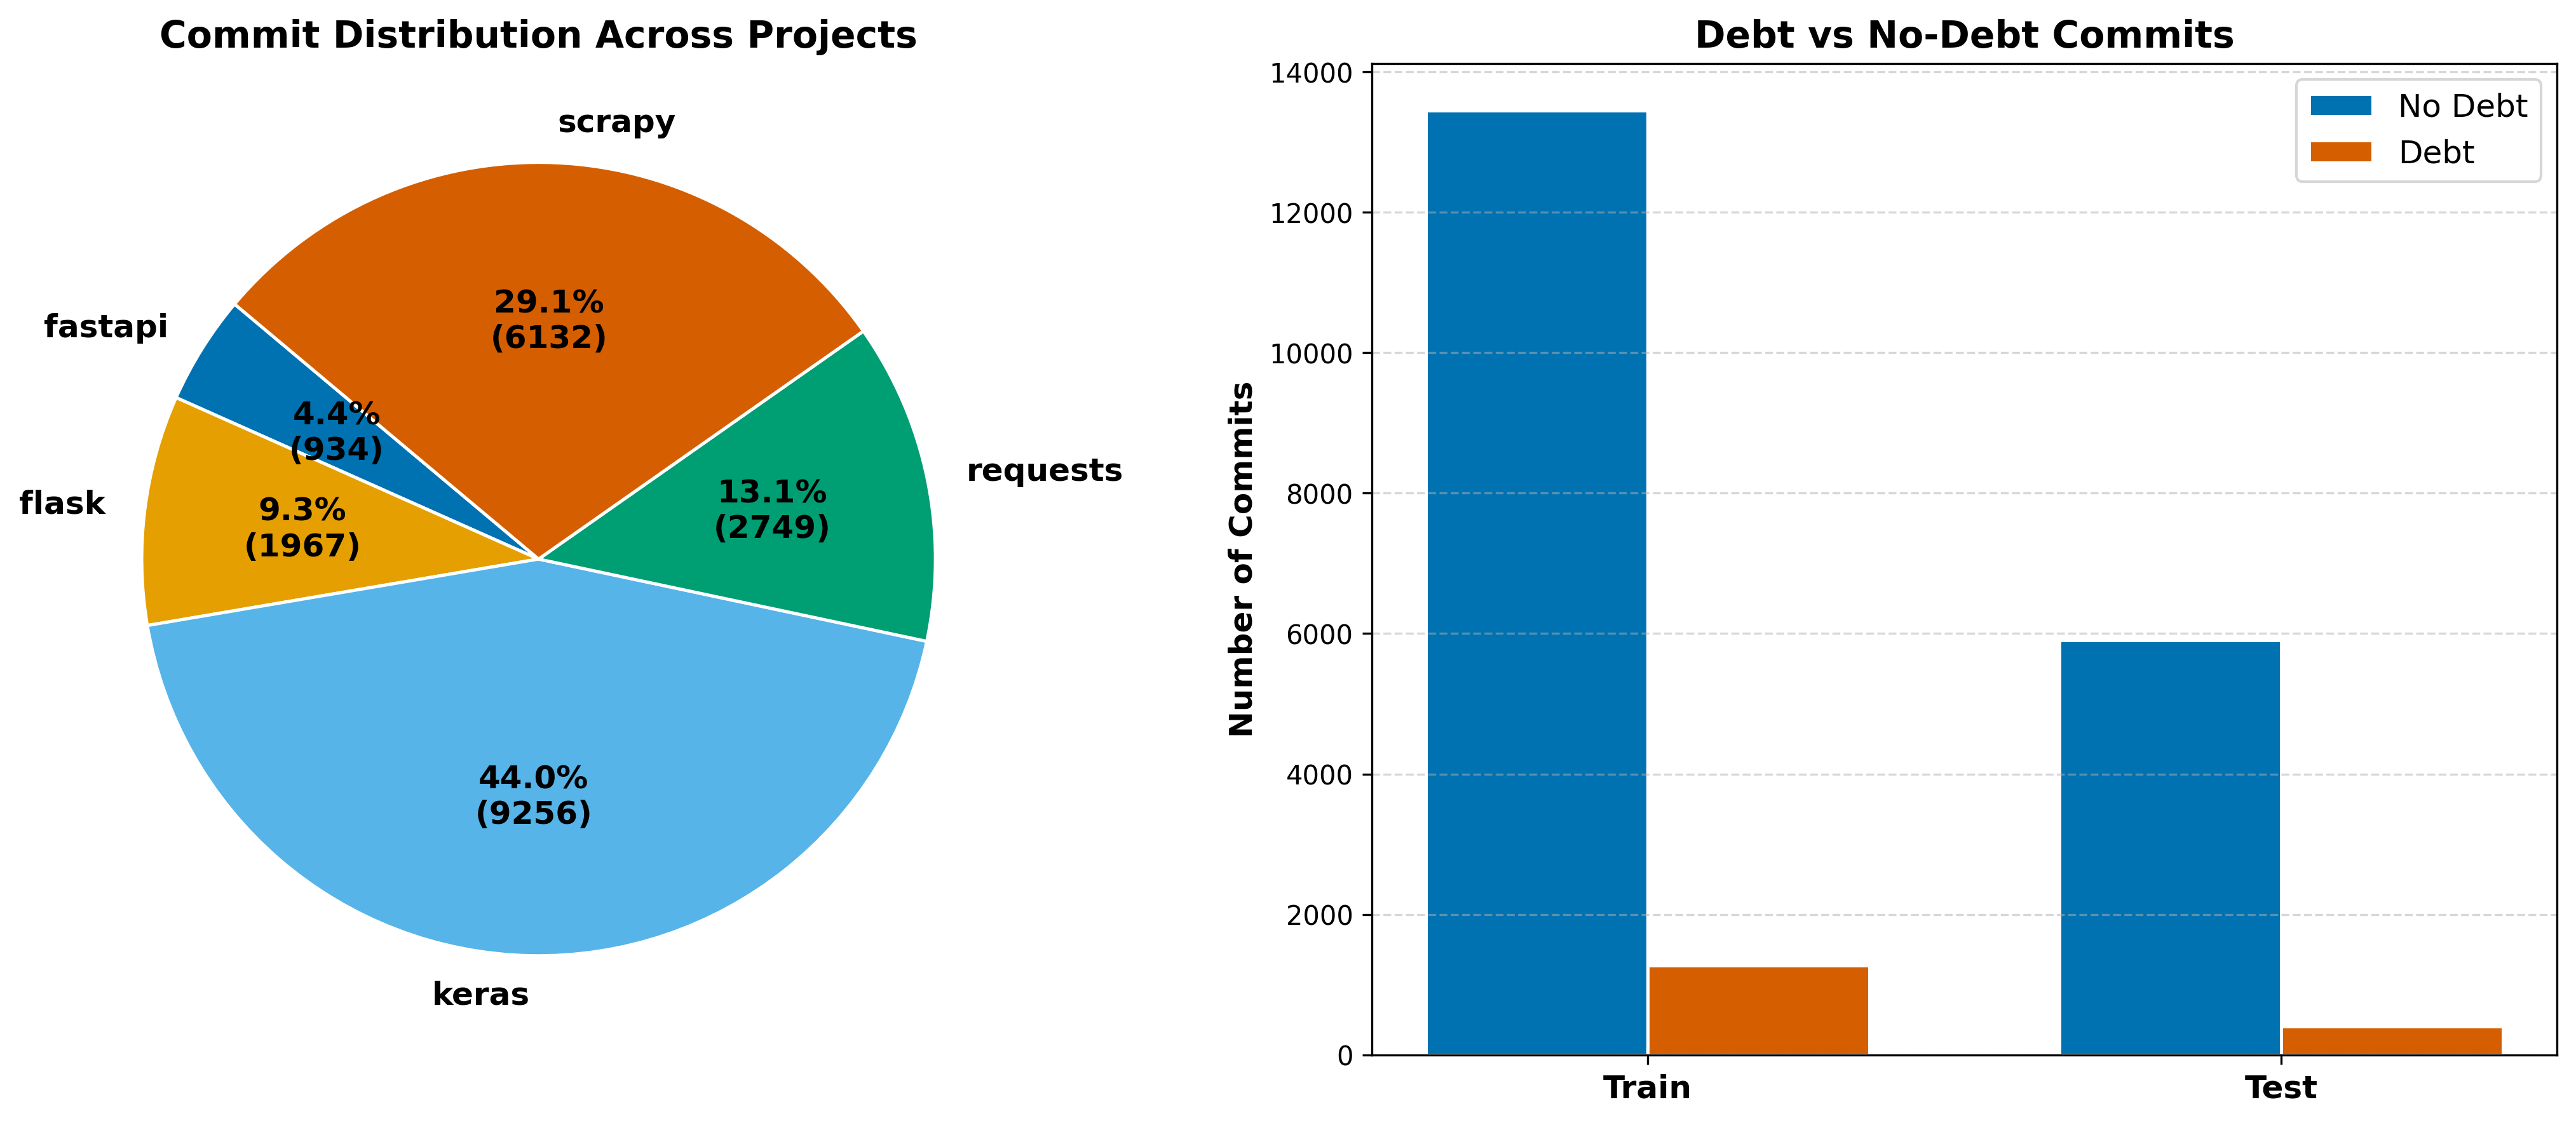 Commit Distribution Across Projects
scrapy
29.1%
(6132)
fastapi
4.4%
(934)
flask
9.3%
(1967)
requests
13.1%
(2749)
44.0%
(9256)
keras
Debt vs No-Debt Commits
Number of Commits
14000
12000
10000
8000
6000
4000
2000
0
No Debt
Debt
Train
Test